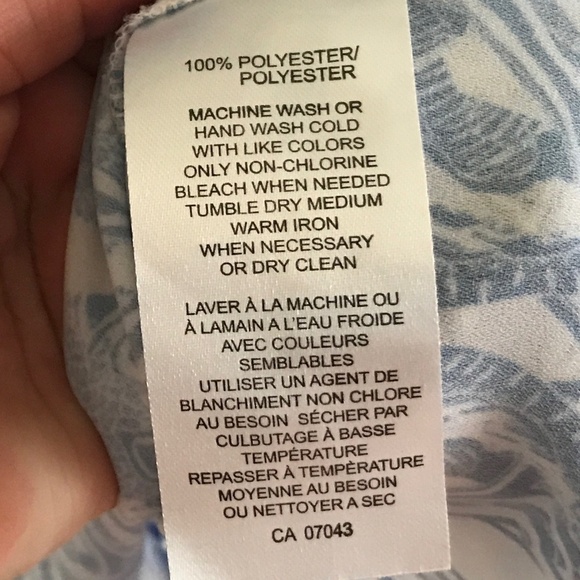 100% POLYESTER/
POLYESTER
MACHINE WASH OR
HAND WASH COLD
WITH LIKE COLORS
ONLY NON-CHLORINE
BLEACH WHEN NEEDED
TUMBLE DRY MEDIUM
WARM IRON
WHEN NECESSARY
OR DRY CLEAN
LAVER À LA MACHINE OU
À LAMAIN A L'EAU FROIDE
AVEC COULEURS
SEMBLABLES
UTILISER UN AGENT DE
BLANCHIMENT NON CHLORE
AU BESOIN SÉCHER PAR
CULBUTAGE À BASSE
TEMPÉRATURE
REPASSER À TEMPÈRATURE
MOYENNE AU BESOIN
OU NETTOYER A SEC
CA 07043